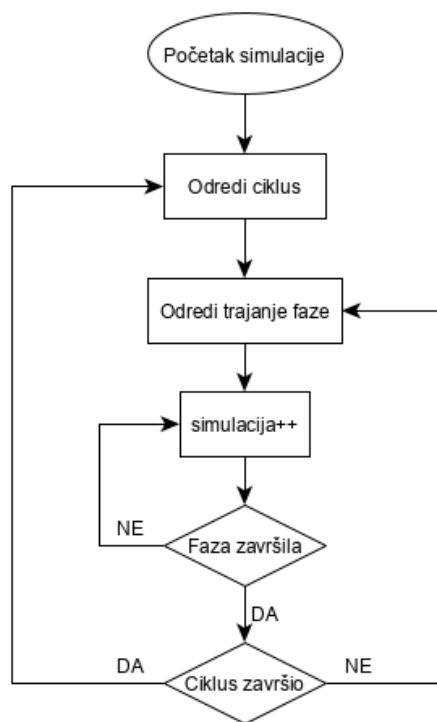 Početak simulacije
Odredi ciklus
Odredi trajanje faze
simulacija++
NE
Faza završila
DA
DA
Ciklus završio
NE